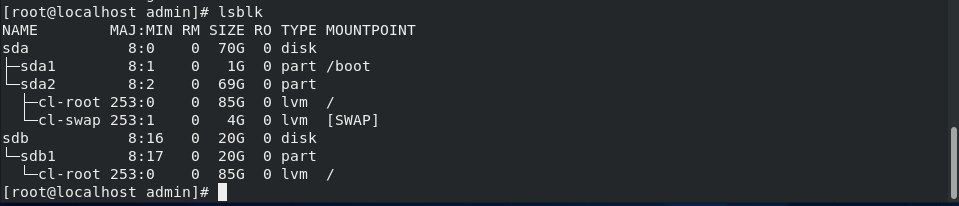 [root@localhost admin]# lsblk
NAME        MAJ:MIN RM SIZE RO TYPE MOUNTPOINT
sda           8:0    0  70G  0 disk
├─sda1        8:1    0   1G  0 part /boot
└─sda2        8:2    0  69G  0 part
  ├─cl-root 253:0    0  85G  0 lvm  /
  └─cl-swap 253:1    0   4G  0 lvm  [SWAP]
sdb           8:16   0  20G  0 disk
└─sdb1        8:17   0  20G  0 part
  └─cl-root 253:0    0  85G  0 lvm  /
[root@localhost admin]#